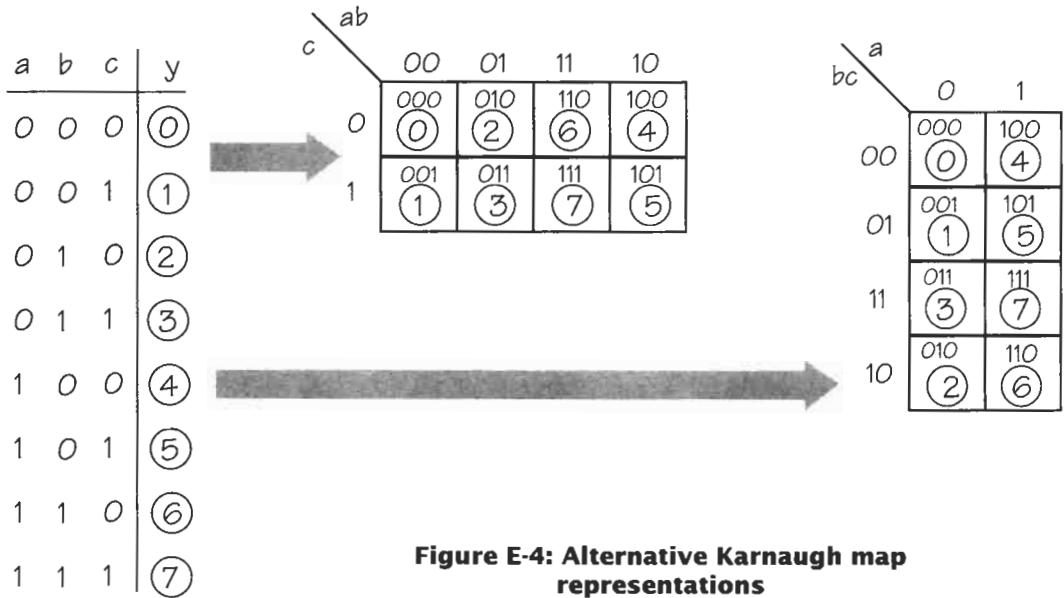 a b c y
0 0 0 0
0 0 1 1
0 1 0 2
0 1 1 3
1 0 0 4
1 0 1 5
1 1 0 6
1 1 1 7
ab
c
00 01 11 10
0
000 010 110 100
0 2 6 4
1
001 011 111 101
1 3 7 5
a
bc
0 1
00
000 100
0 4
01
001 101
1 5
11
011 111
3 7
10
010 110
2 6
Figure E-4: Alternative Karnaugh map
representations